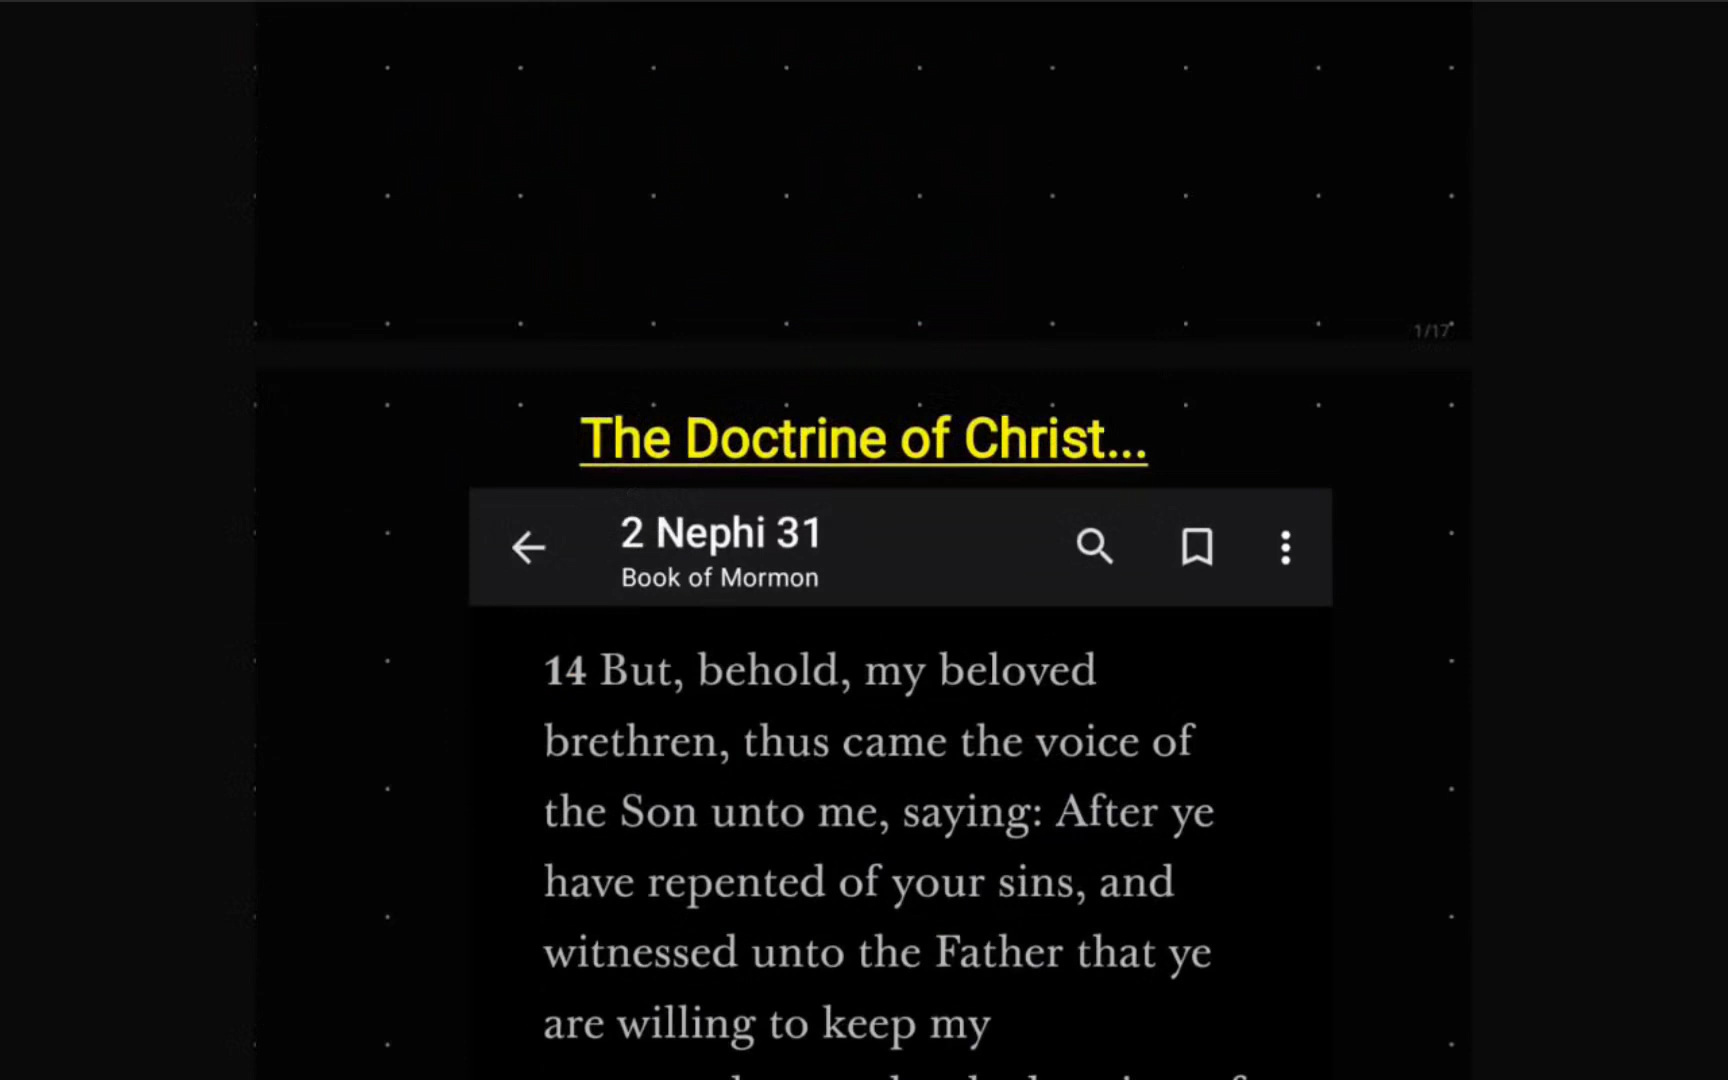 1/17
The Doctrine of Christ...
2 Nephi 31
Book of Mormon
14 But, behold, my beloved
brethren, thus came the voice of
the Son unto me, saying: After ye
have repented of your sins, and
witnessed unto the Father that ye
are willing to keep my